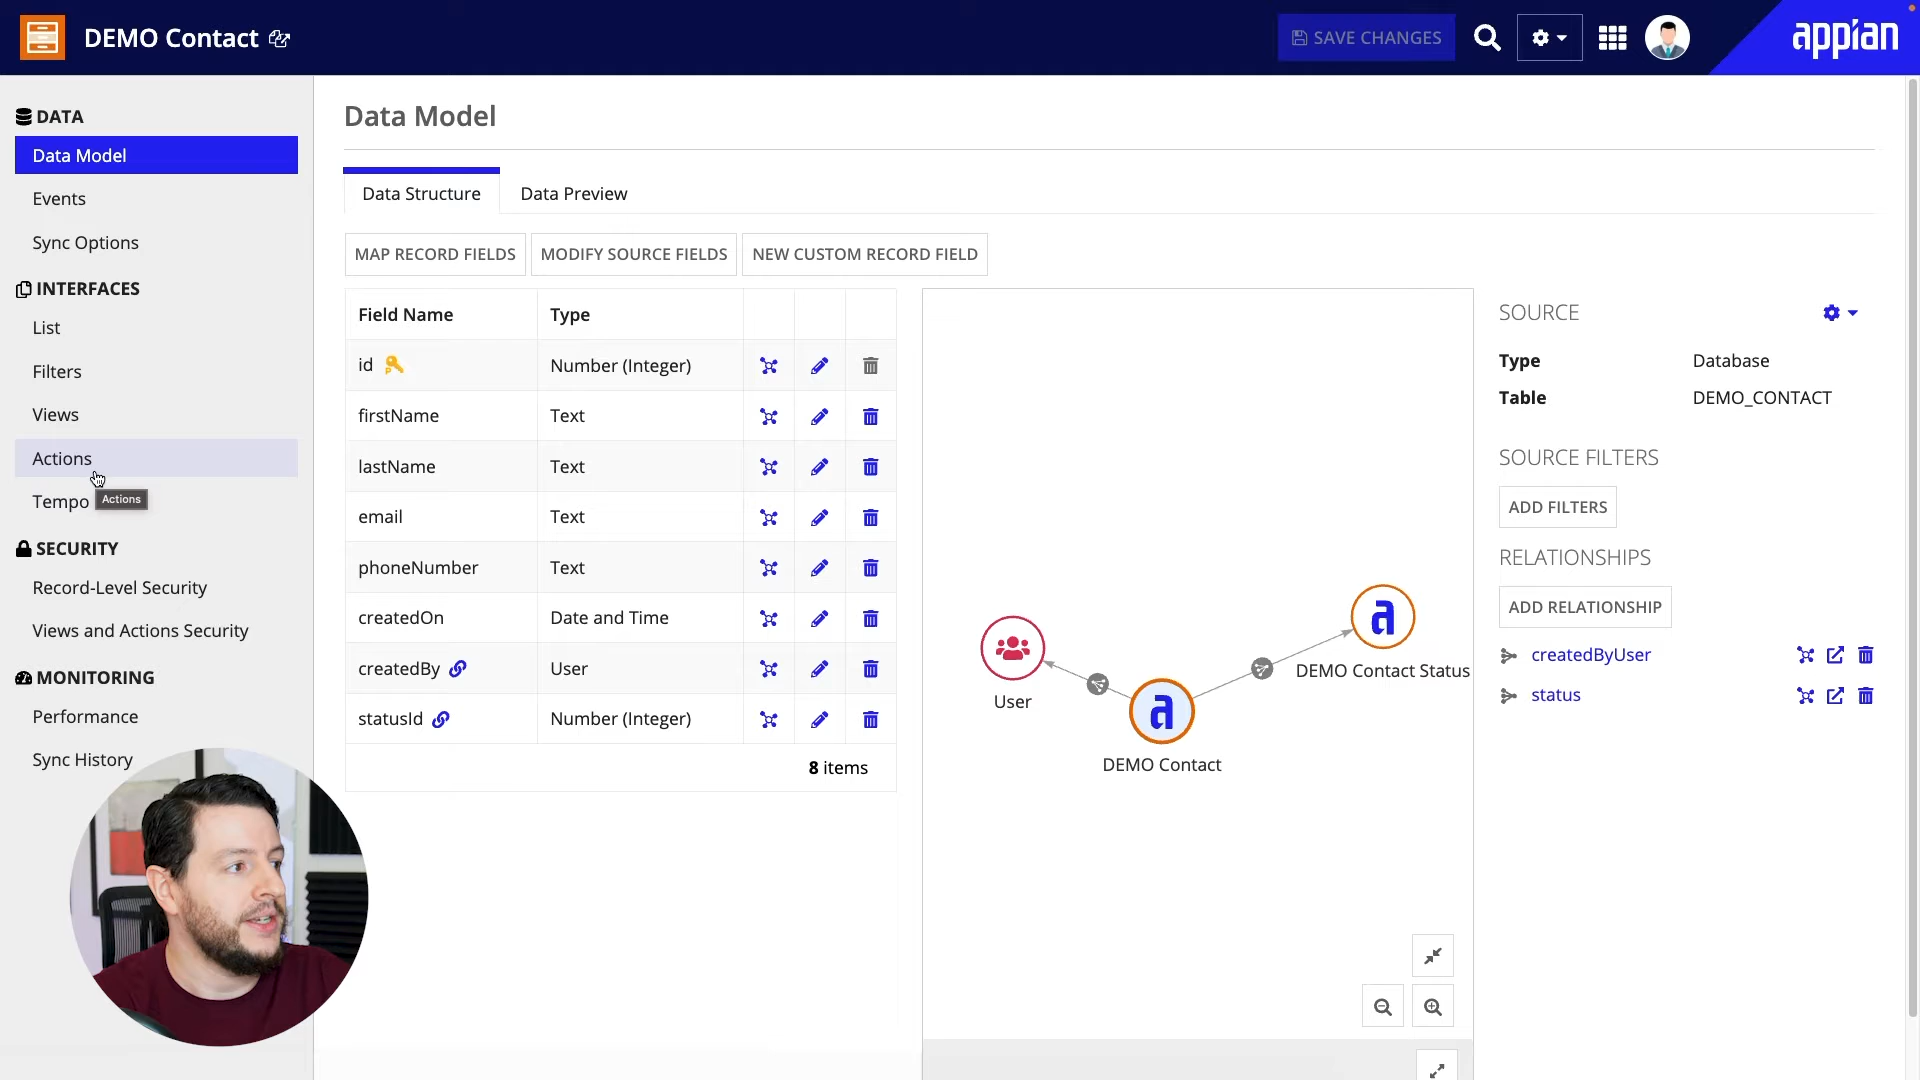 DEMO Contact
SAVE CHANGES
appian
DATA
Data Model
Events
Sync Options
INTERFACES
List
Filters
Views
Actions
Tempo
Actions
SECURITY
Record-Level Security
Views and Actions Security
MONITORING
Performance
Sync History
Data Model
Data Structure
Data Preview
MAP RECORD FIELDS
MODIFY SOURCE FIELDS
NEW CUSTOM RECORD FIELD
Field Name Type
id Number (Integer)
firstName Text
lastName Text
email Text
phoneNumber Text
createdOn Date and Time
createdBy User
statusId Number (Integer)
8 items
User
a
DEMO Contact
a
DEMO Contact Status
SOURCE
Type Database
Table DEMO_CONTACT
SOURCE FILTERS
ADD FILTERS
RELATIONSHIPS
ADD RELATIONSHIP
createdByUser
status